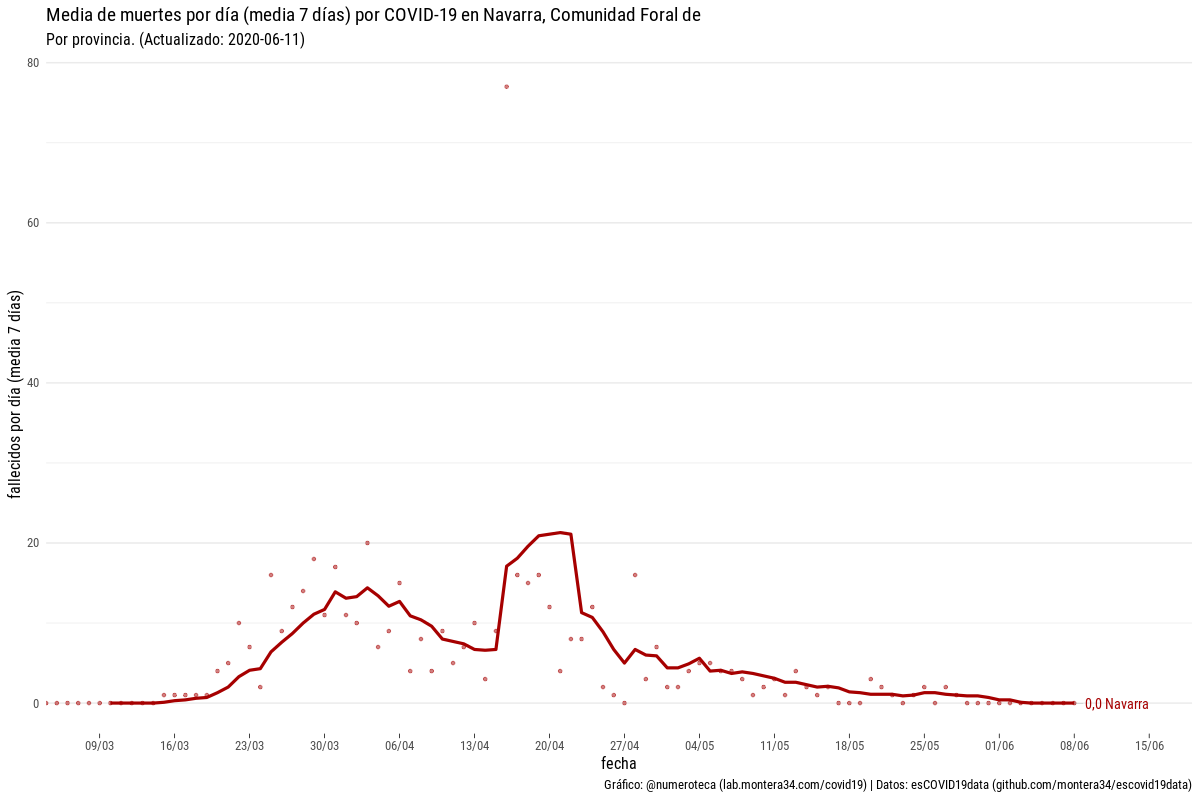 Media de muertes por día (media 7 días) por COVID-19 en Navarra, Comunidad Foral de
Por provincia. (Actualizado: 2020-06-11)
80
60
40
20
0
fallecidos por día (media 7 días)
0,0 Navarra
09/03 16/03 23/03 30/03 06/04 13/04 20/04 27/04 04/05 11/05 18/05 25/05 01/06 08/06 15/06
fecha
Gráfico: @numeroteca (lab.montera34.com/covid19) | Datos: esCOVID19data (github.com/montera34/escovid19data)